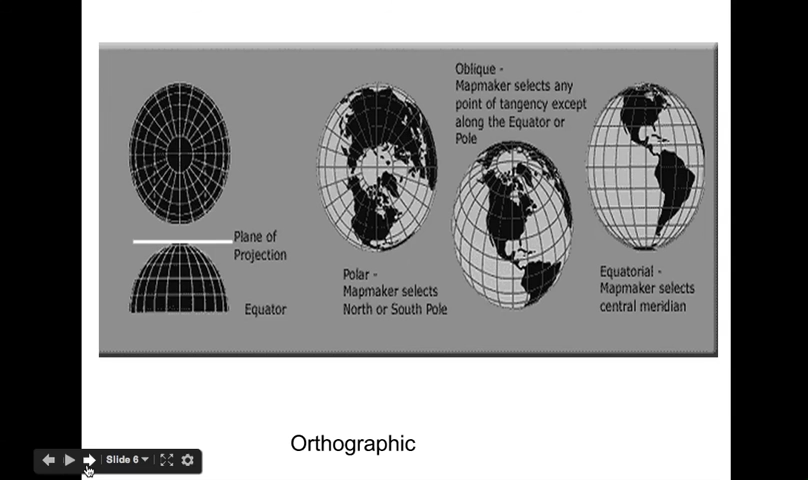 Oblique -
Mapmaker selects any
point of tangency except
along the Equator or
Pole
Plane of
Projection
Equator
Polar -
Mapmaker selects
North or South Pole
Equatorial -
Mapmaker selects
central meridian
Orthographic
Slide 6